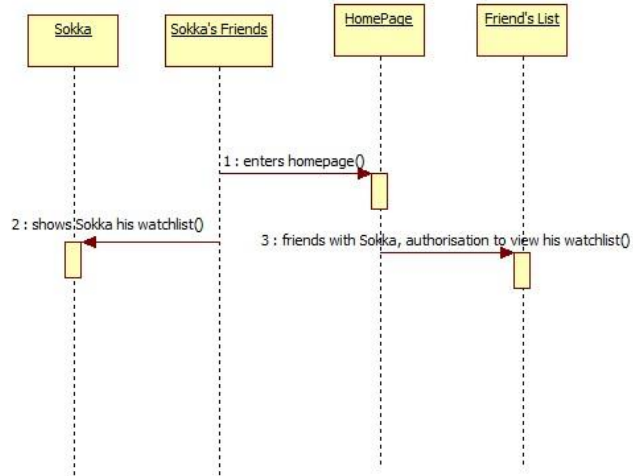 Sokka
Sokka's Friends
HomePage
Friend's List
1 : enters homepage()
2 : shows Sokka his watchlist()
3 : friends with Sokka, authorisation to view his watchlist()